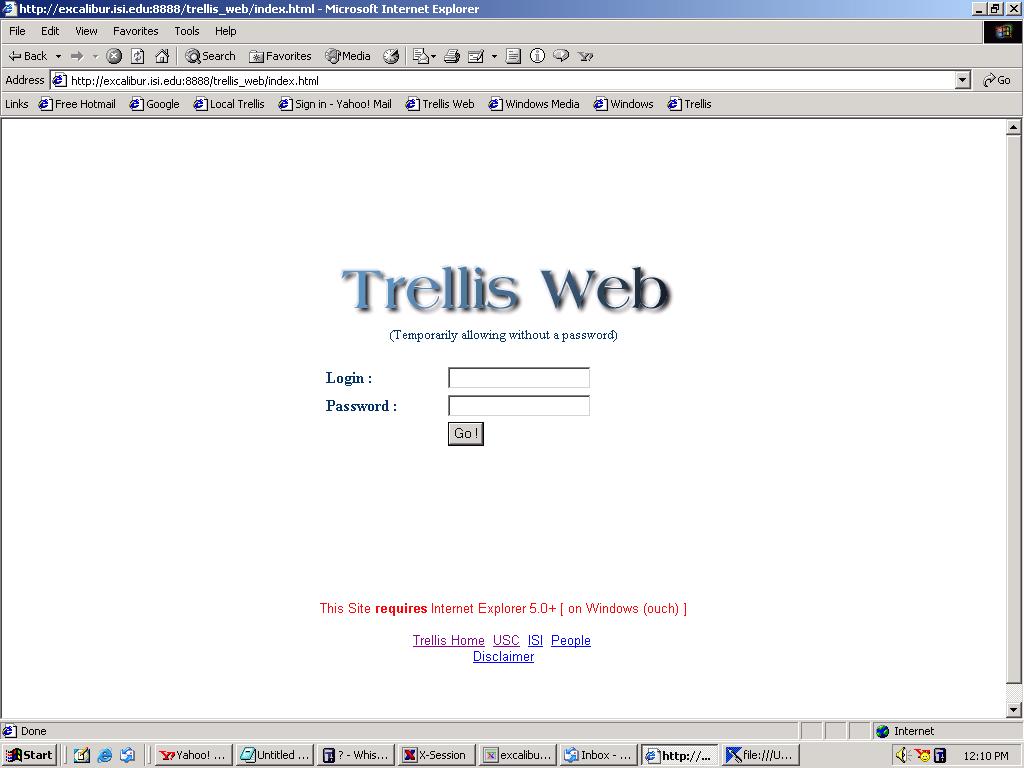 http://excalibur.isi.edu:8888/trellis_web/index.html - Microsoft Internet Explorer
File Edit View Favorites Tools Help
Back Search Favorites Media
Address http://excalibur.isi.edu:8888/trellis_web/index.html Go
Links Free Hotmail Google Local Trellis Sign in - Yahoo! Mail Trellis Web Windows Media Windows Trellis
Trellis Web
(Temporarily allowing without a password)
Login :
Password :
Go !
This Site requires Internet Explorer 5.0+ [ on Windows (ouch) ]
Trellis Home USC ISI People
Disclaimer
Done Internet
Start Yahoo! ... Untitled ... ? - Whis... X-Session excalibu... Inbox - ... http://... file:///U... 12:10 PM